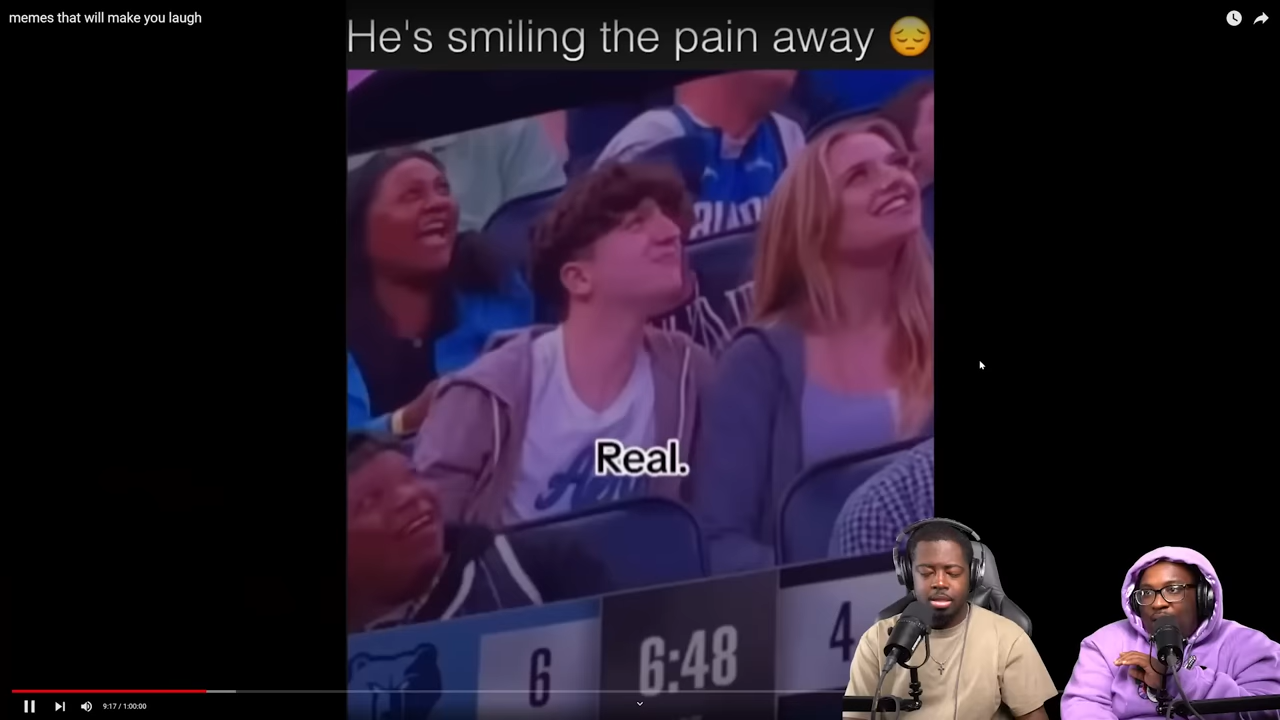 memes that will make you laugh
He's smiling the pain away 😔
Real.
6
6:48
4
9:17 / 1:00:00